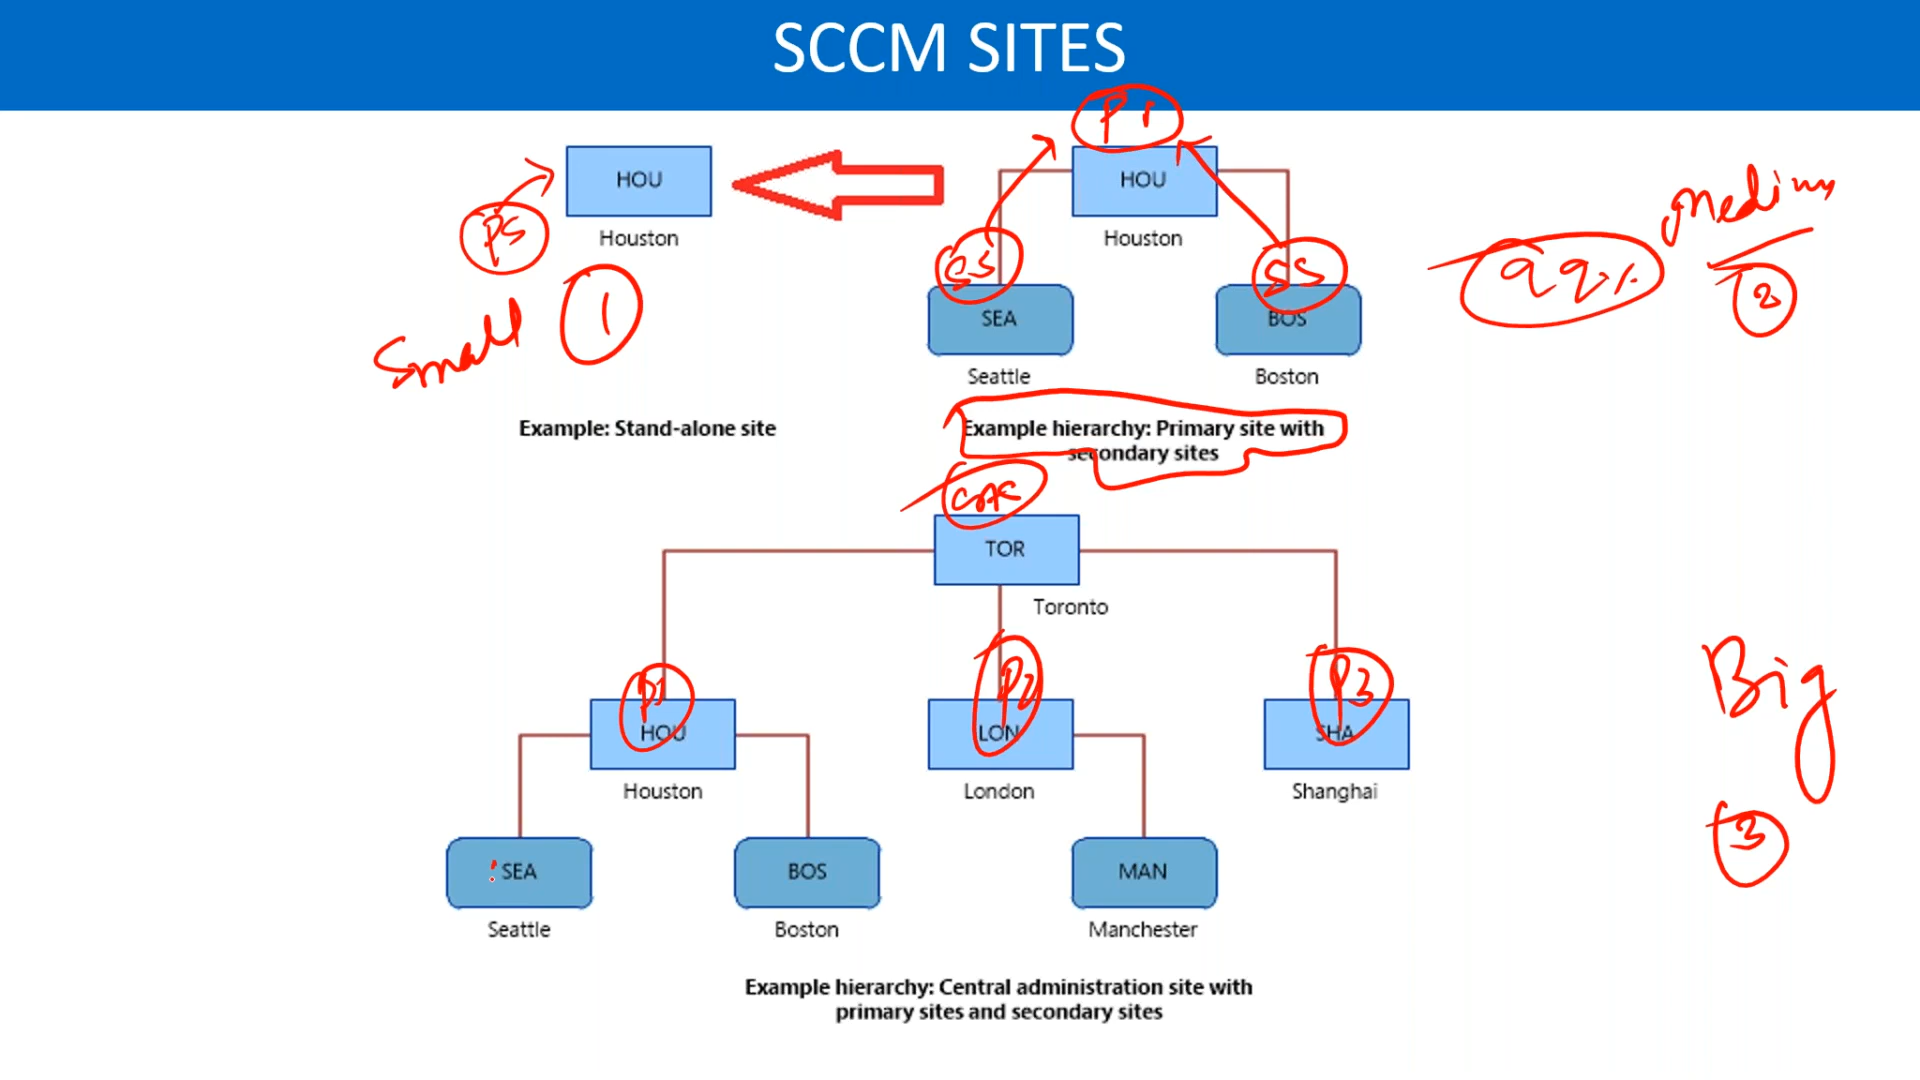 SCCM SITES
PS
HOU
Houston
Small
1
P1
HOU
Houston
SS
SS
SEA
BOS
Seattle
Boston
99%
Medium
2
Example: Stand-alone site
Example hierarchy: Primary site with
secondary sites
TOR
Toronto
P1
P2
P3
HOU
LON
SHA
Houston
London
Shanghai
Big
3
SEA
BOS
MAN
Seattle
Boston
Manchester
Example hierarchy: Central administration site with
primary sites and secondary sites